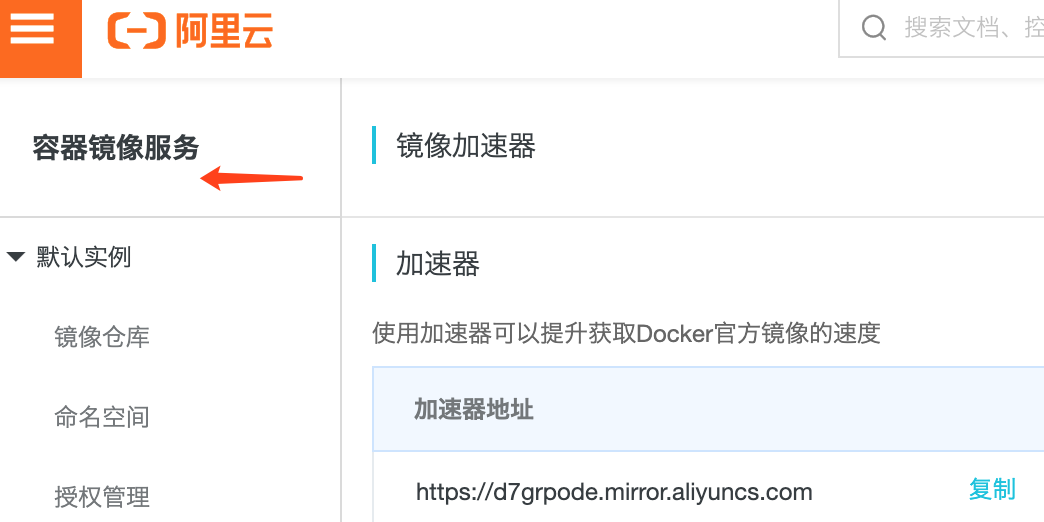 阿里云
搜索文档、控
容器镜像服务
镜像加速器
默认实例
加速器
镜像仓库
使用加速器可以提升获取Docker官方镜像的速度
命名空间
加速器地址
授权管理
https://d7grpode.mirror.aliyuncs.com 复制